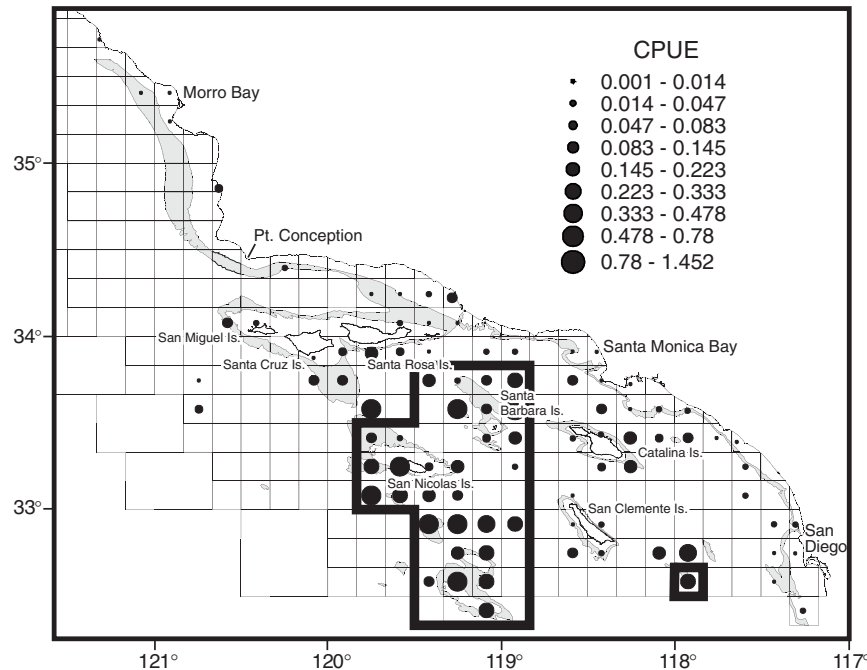 CPUE
0.001 - 0.014
0.014 - 0.047
0.047 - 0.083
0.083 - 0.145
0.145 - 0.223
0.223 - 0.333
0.333 - 0.478
0.478 - 0.78
0.78 - 1.452
Morro Bay
35°
Pt. Conception
34°
San Miguel Is.
Santa Monica Bay
Santa Cruz Is.
Santa Rosa Is.
Santa
Barbara Is.
Catalina Is.
San Nicolas Is.
33°
San Clemente Is.
San
Diego
121°
120°
119°
118°
117°